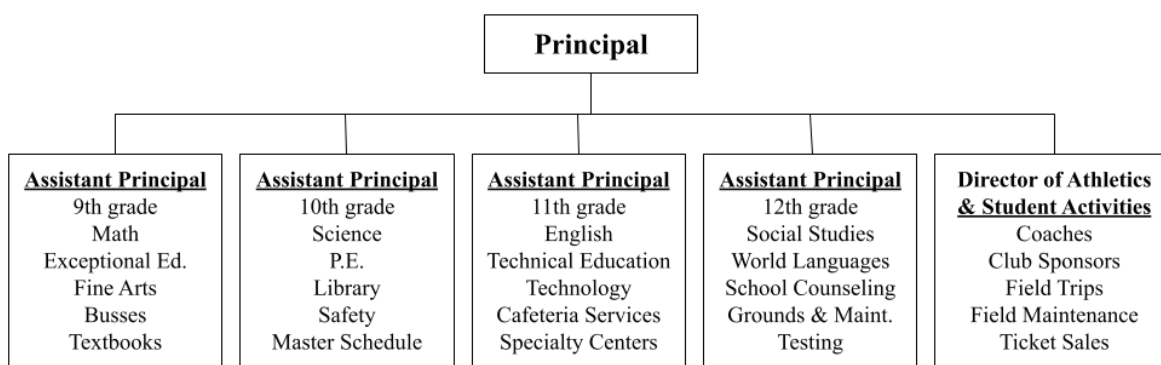 Principal
Assistant Principal
9th grade
Math
Exceptional Ed.
Fine Arts
Busses
Textbooks
Assistant Principal
10th grade
Science
P.E.
Library
Safety
Master Schedule
Assistant Principal
11th grade
English
Technical Education
Technology
Cafeteria Services
Specialty Centers
Assistant Principal
12th grade
Social Studies
World Languages
School Counseling
Grounds & Maint.
Testing
Director of Athletics
& Student Activities
Coaches
Club Sponsors
Field Trips
Field Maintenance
Ticket Sales